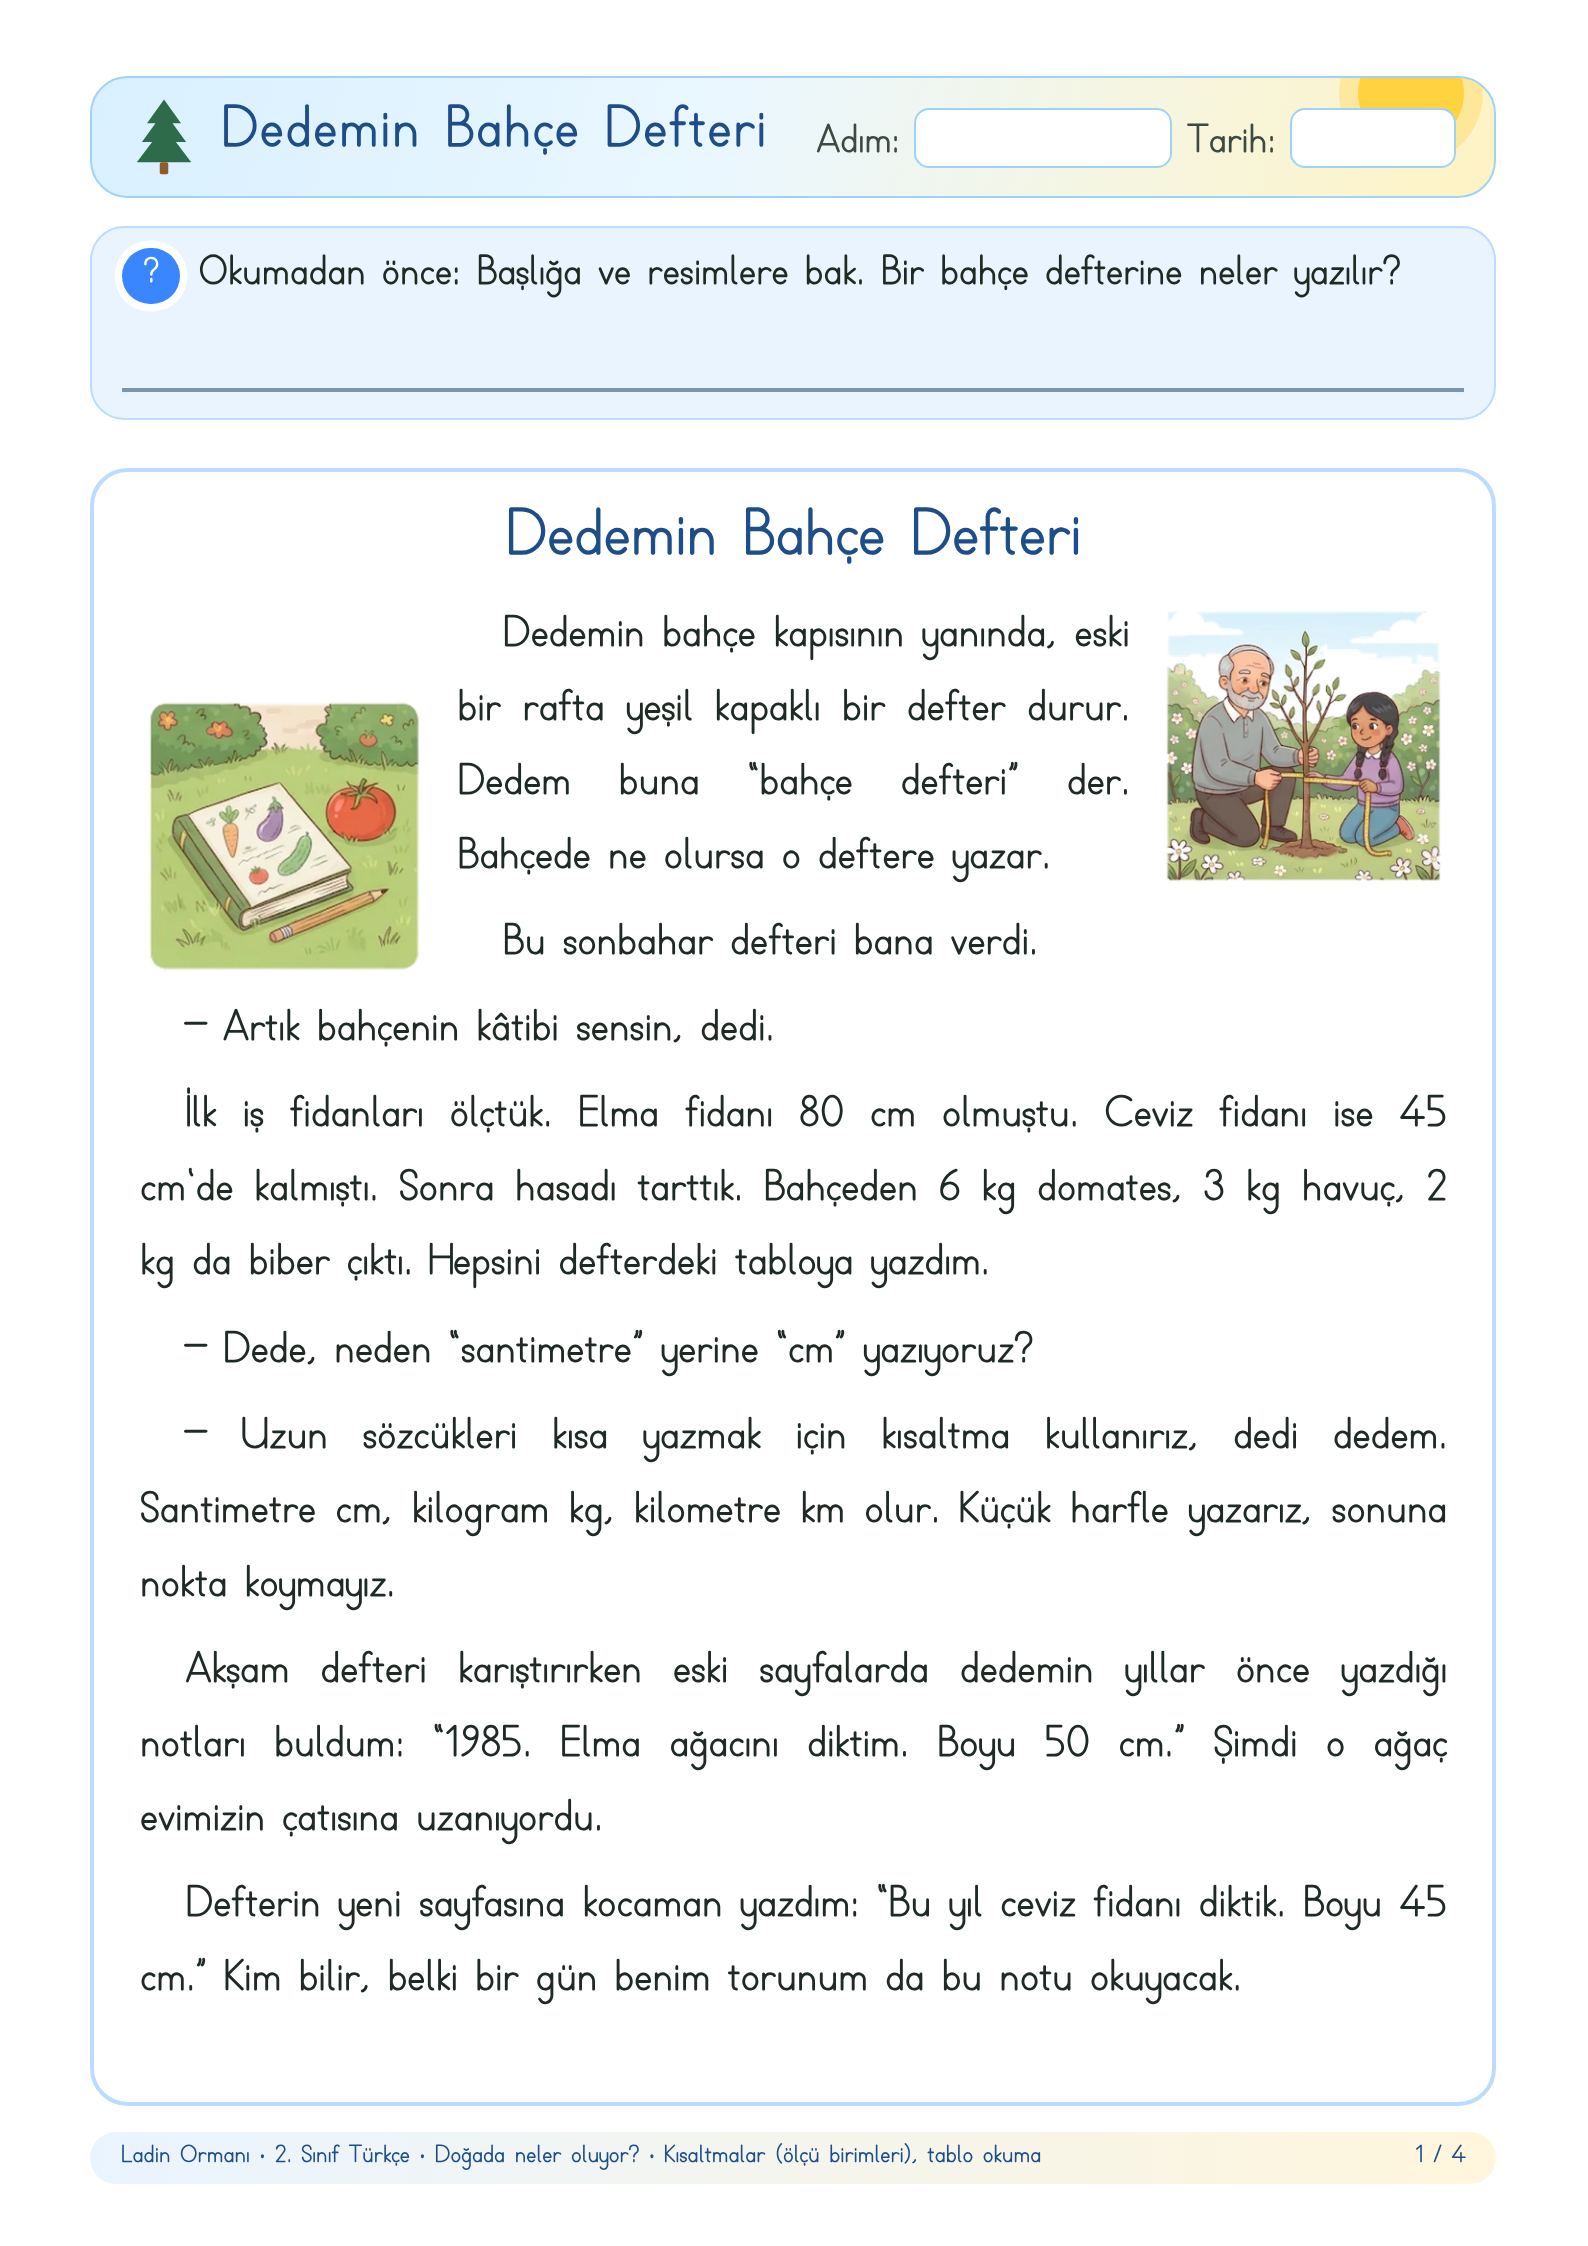 Dedemin Bahçe Defteri
Adım:
Tarih:
?
Okumadan önce: Başlığa ve resimlere bak. Bir bahçe defterine neler yazılır?
Dedemin Bahçe Defteri
Dedemin bahçe kapısının yanında, eski
bir rafta yeşil kapaklı bir defter durur.
Dedem buna “bahçe defteri” der.
Bahçede ne olursa o deftere yazar.
Bu sonbahar defteri bana verdi.
– Artık bahçenin kâtibi sensin, dedi.
İlk iş fidanları ölçtük. Elma fidanı 80 cm olmuştu. Ceviz fidanı ise 45
cm‘de kalmıştı. Sonra hasadı tarttık. Bahçeden 6 kg domates, 3 kg havuç, 2
kg da biber çıktı. Hepsini defterdeki tabloya yazdım.
– Dede, neden “santimetre” yerine “cm” yazıyoruz?
– Uzun sözcükleri kısa yazmak için kısaltma kullanırız, dedi dedem.
Santimetre cm, kilogram kg, kilometre km olur. Küçük harfle yazarız, sonuna
nokta koymayız.
Akşam defteri karıştırırken eski sayfalarda dedemin yıllar önce yazdığı
notları buldum: “1985. Elma ağacını diktim. Boyu 50 cm.” Şimdi o ağaç
evimizin çatısına uzanıyordu.
Defterin yeni sayfasına kocaman yazdım: “Bu yıl ceviz fidanı diktik. Boyu 45
cm.” Kim bilir, belki bir gün benim torunum da bu notu okuyacak.
Ladin Ormanı • 2. Sınıf Türkçe • Doğada neler oluyor? • Kısaltmalar (ölçü birimleri), tablo okuma
1 / 4